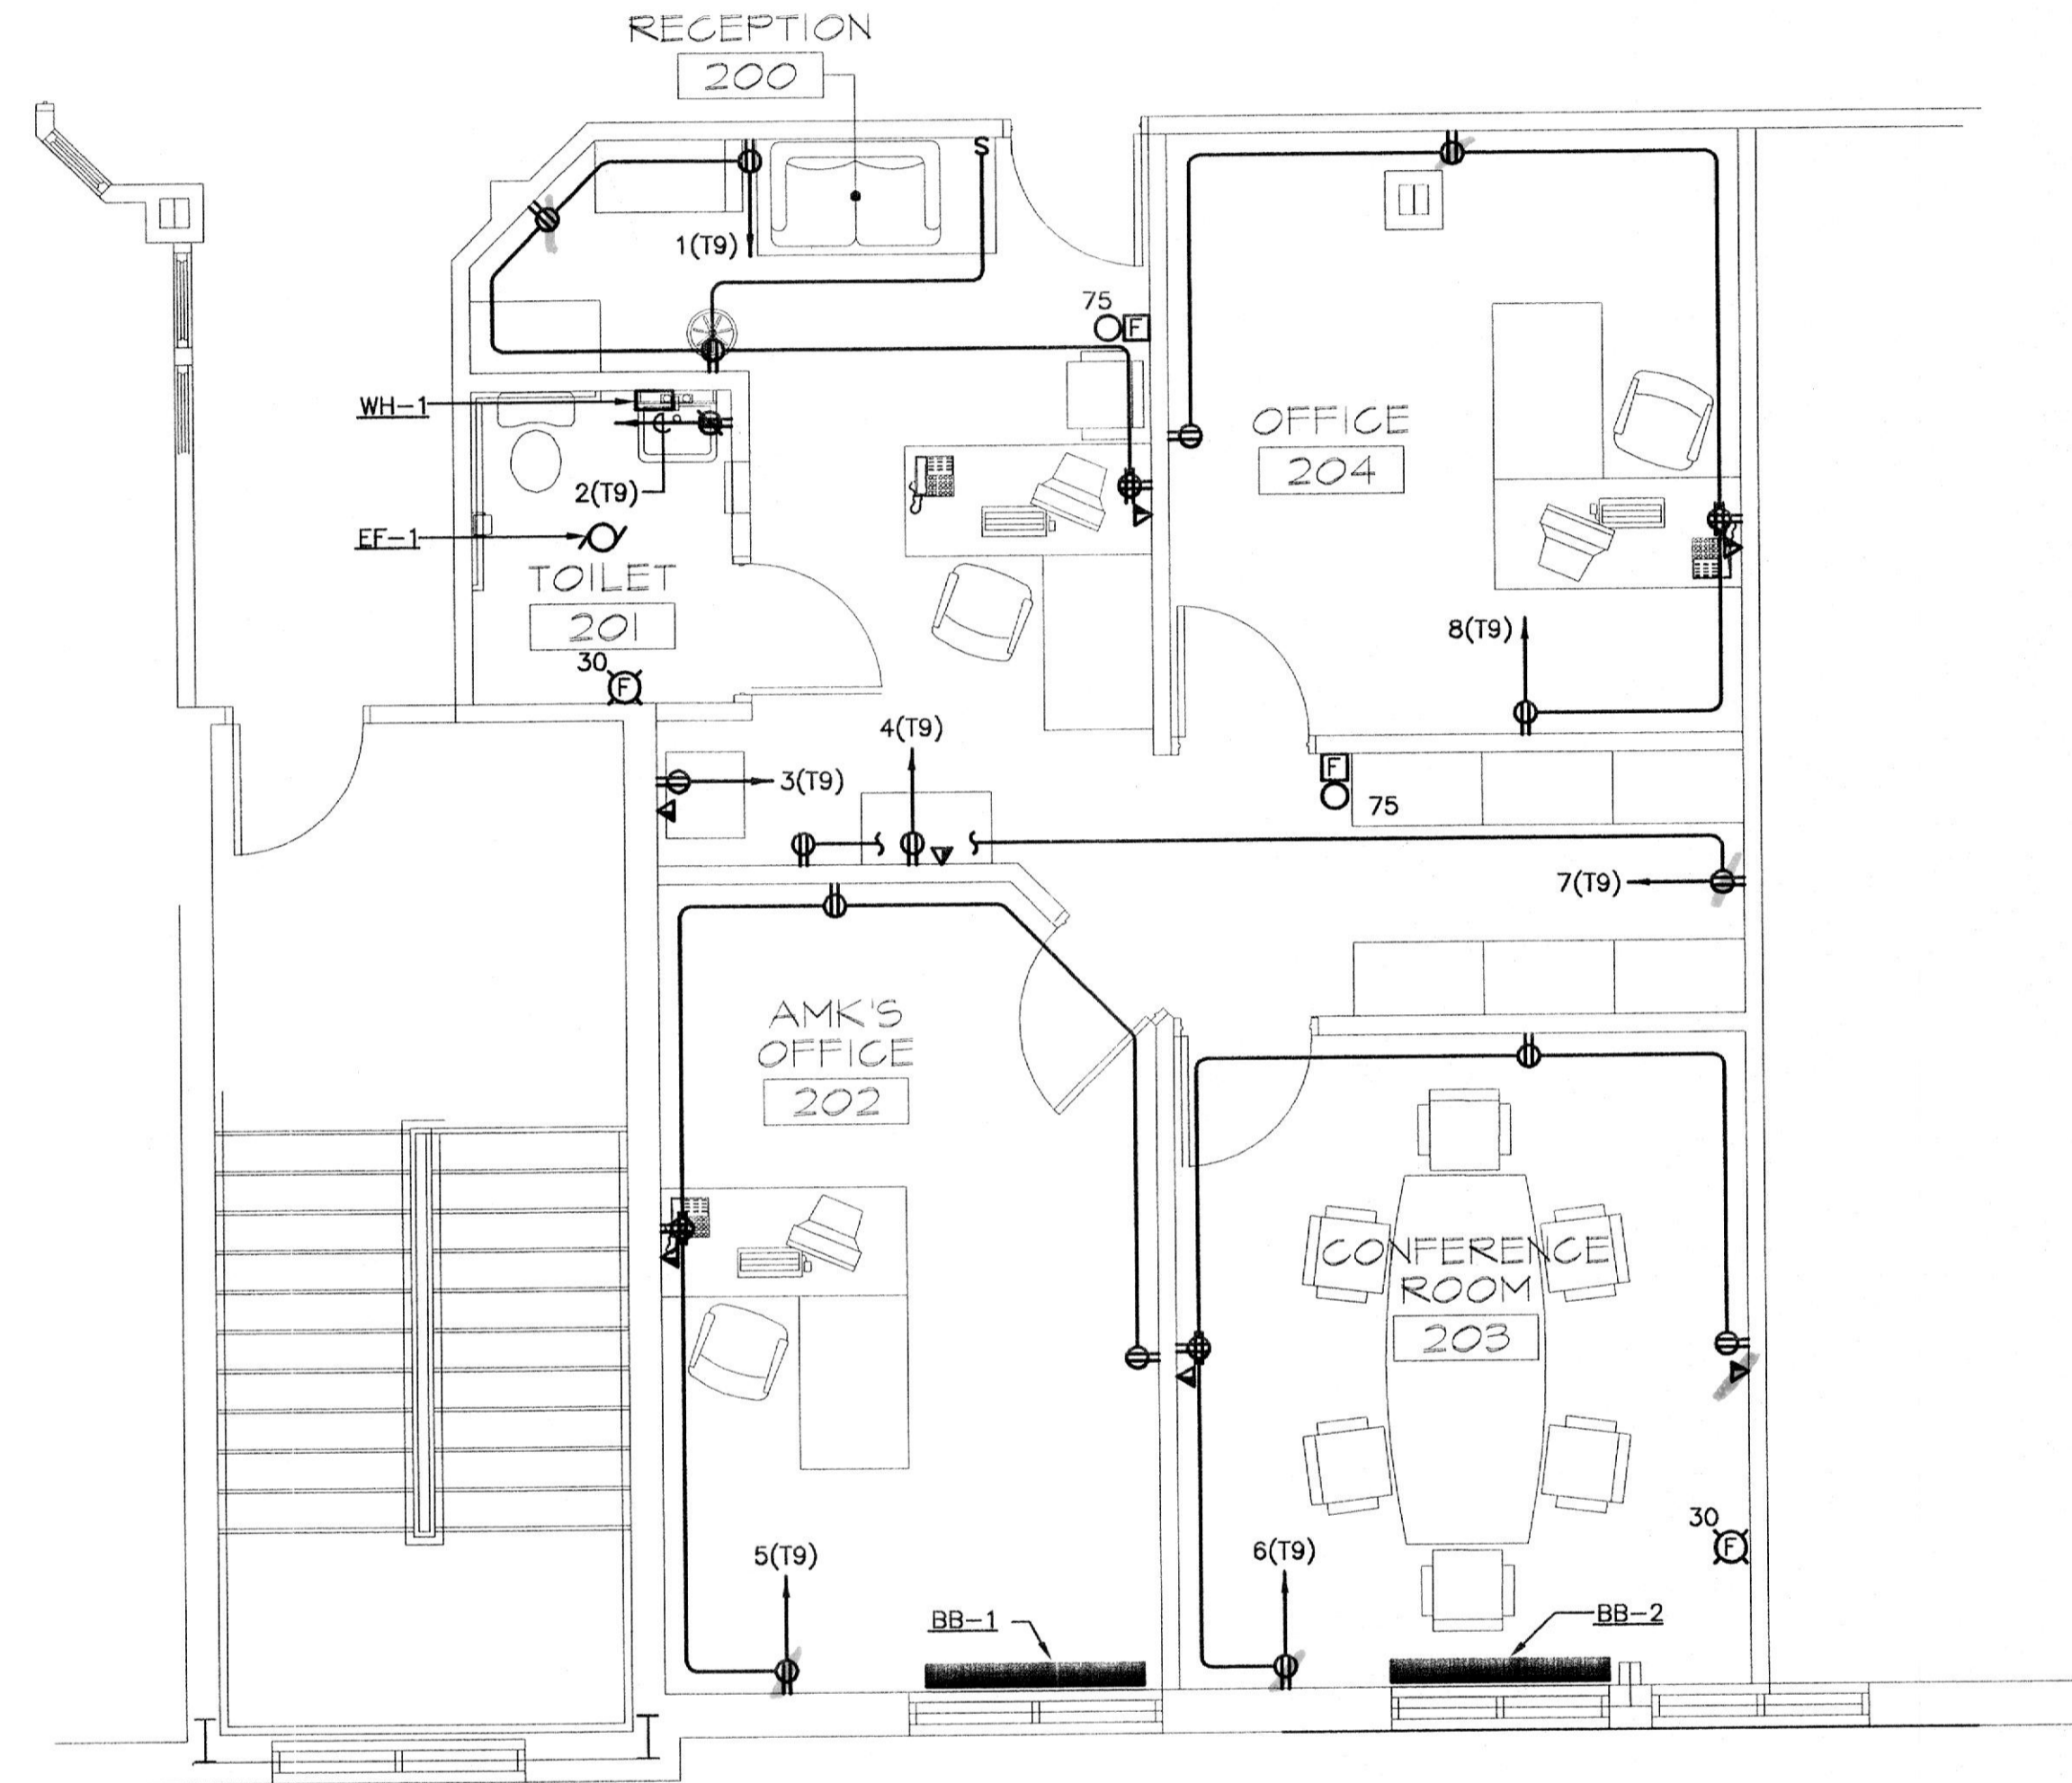 RECEPTION
200
S
1(T9)
75
F
WH-1
OFFICE
204
2(T9)
EF-1
TOILET
201
8(T9)
30
F
4(T9)
3(T9)
F
75
7(T9)
AMK'S
OFFICE
202
CONFERENCE
ROOM
203
30
F
5(T9)
6(T9)
BB-1
BB-2